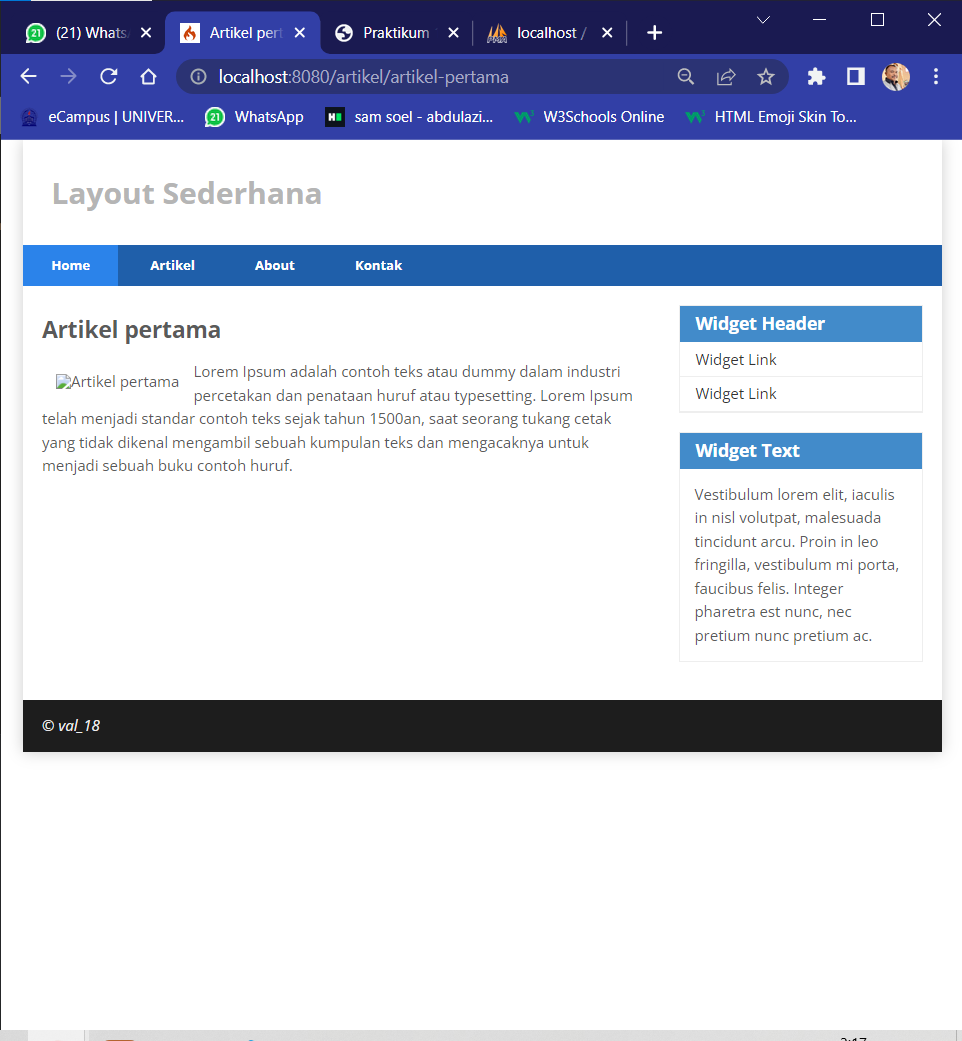 (21) Whats
Artikel pert
Praktikum
localhost /
localhost:8080/artikel/artikel-pertama
eCampus | UNIVER...
21
WhatsApp
sam soel - abdulazi...
W3Schools Online
HTML Emoji Skin To...
Layout Sederhana
Home
Artikel
About
Kontak
Artikel pertama
Artikel pertama
Lorem Ipsum adalah contoh teks atau dummy dalam industri
percetakan dan penataan huruf atau typesetting. Lorem Ipsum
telah menjadi standar contoh teks sejak tahun 1500an, saat seorang tukang cetak
yang tidak dikenal mengambil sebuah kumpulan teks dan mengacaknya untuk
menjadi sebuah buku contoh huruf.
Widget Header
Widget Link
Widget Link
Widget Text
Vestibulum lorem elit, iaculis
in nisl volutpat, malesuada
tincidunt arcu. Proin in leo
fringilla, vestibulum mi porta,
faucibus felis. Integer
pharetra est nunc, nec
pretium nunc pretium ac.
© val_18